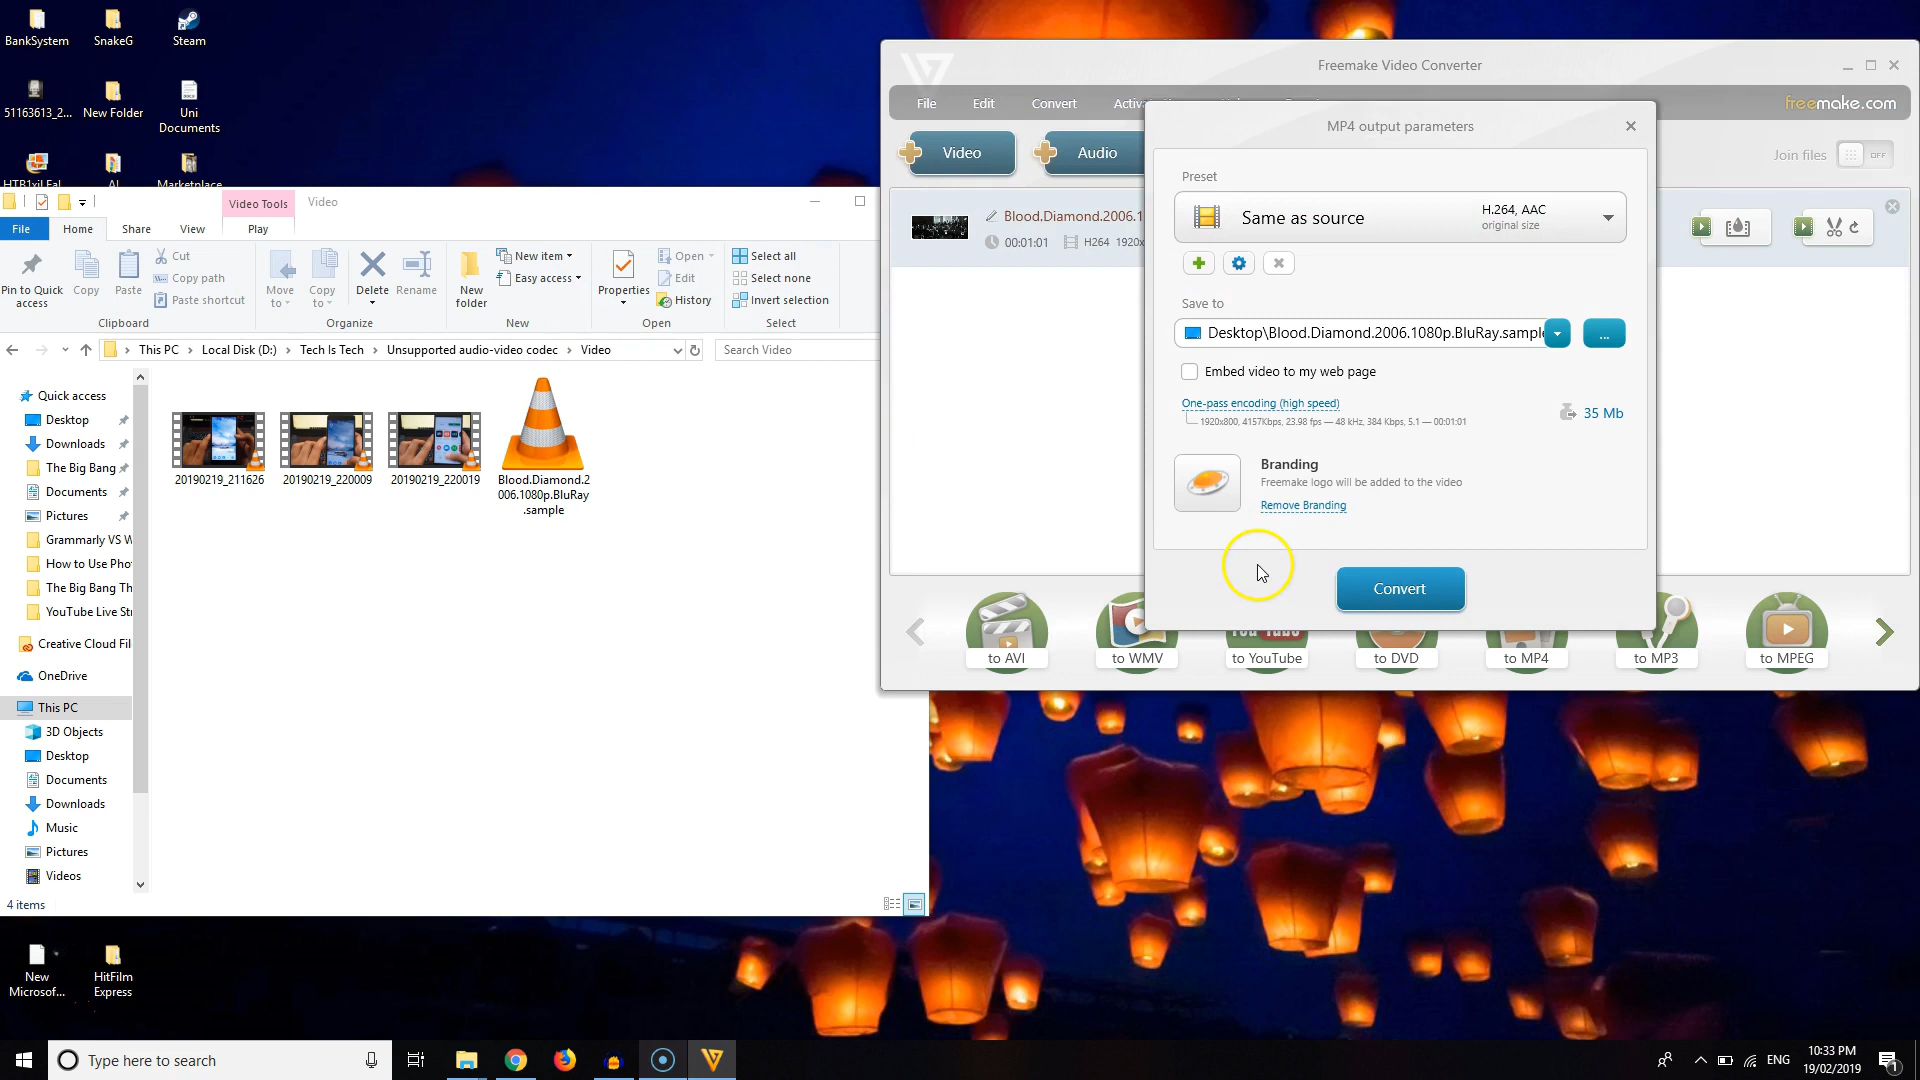 BankSystem
SnakeG
Steam
51163613_2...
New Folder
Uni
Documents
HTB1vil.Fal
AI
Marketplace
Video Tools
Video
File
Home
Share
View
Play
Pin to Quick
access
Copy
Paste
Cut
Copy path
Paste shortcut
Clipboard
Move
to
Copy
to
Delete
Rename
Organize
New
folder
New item
Easy access
New
Properties
Open
Edit
History
Open
Select all
Select none
Invert selection
Select
This PC
Local Disk (D:)
Tech Is Tech
Unsupported audio-video codec
Video
Search Video
Quick access
Desktop
Downloads
The Big Bang
Documents
Pictures
Grammarly VS W
How to Use Pho
The Big Bang Th
YouTube Live Str
Creative Cloud Fil
OneDrive
This PC
3D Objects
Desktop
Documents
Downloads
Music
Pictures
Videos
4 items
20190219_211626
20190219_220009
20190219_220019
Blood.Diamond.2
006.1080p.BluRay
.sample
Freemake Video Converter
File
Edit
Convert
freemake.com
Video
Audio
Join files
OFF
Blood.Diamond.2006.1
00:01:01
H264
1920x
MP4 output parameters
Preset
Same as source
H.264, AAC
original size
Save to
Desktop\Blood.Diamond.2006.1080p.BluRay.sample
...
Embed video to my web page
One-pass encoding (high speed)
1920x800, 4157Kbps, 23.98 fps — 48 kHz, 384 Kbps, 5.1 — 00:01:01
35 Mb
Branding
Freemake logo will be added to the video
Remove Branding
Convert
to AVI
to WMV
to YouTube
to DVD
to MP4
to MP3
to MPEG
New
Microsof...
HitFilm
Express
Type here to search
ENG
10:33 PM
19/02/2019
1